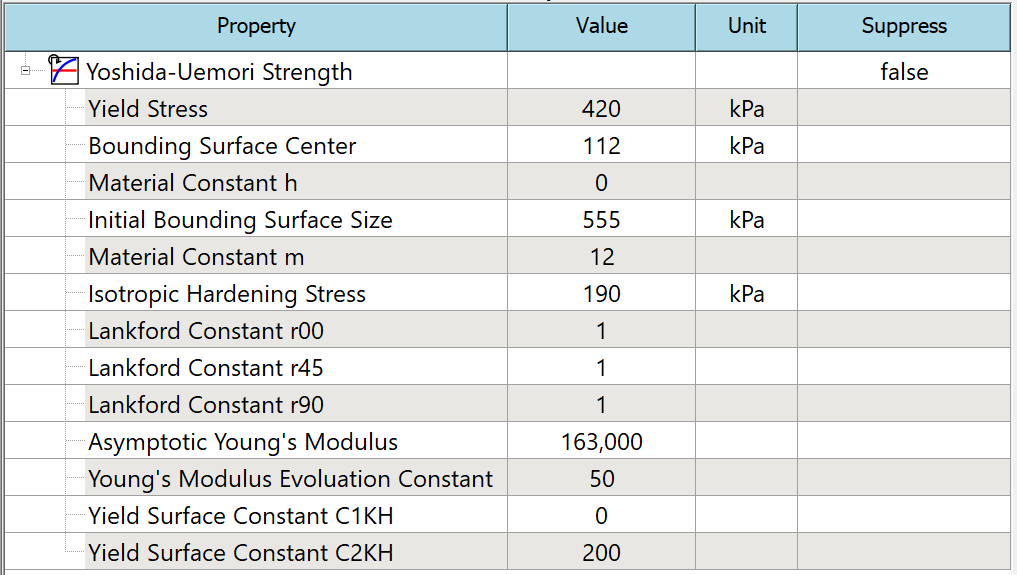 Property Value Unit Suppress
Yoshida-Uemori Strength false
Yield Stress 420 kPa
Bounding Surface Center 112 kPa
Material Constant h 0
Initial Bounding Surface Size 555 kPa
Material Constant m 12
Isotropic Hardening Stress 190 kPa
Lankford Constant r00 1
Lankford Constant r45 1
Lankford Constant r90 1
Asymptotic Young's Modulus 163,000
Young's Modulus Evoluation Constant 50
Yield Surface Constant C1KH 0
Yield Surface Constant C2KH 200